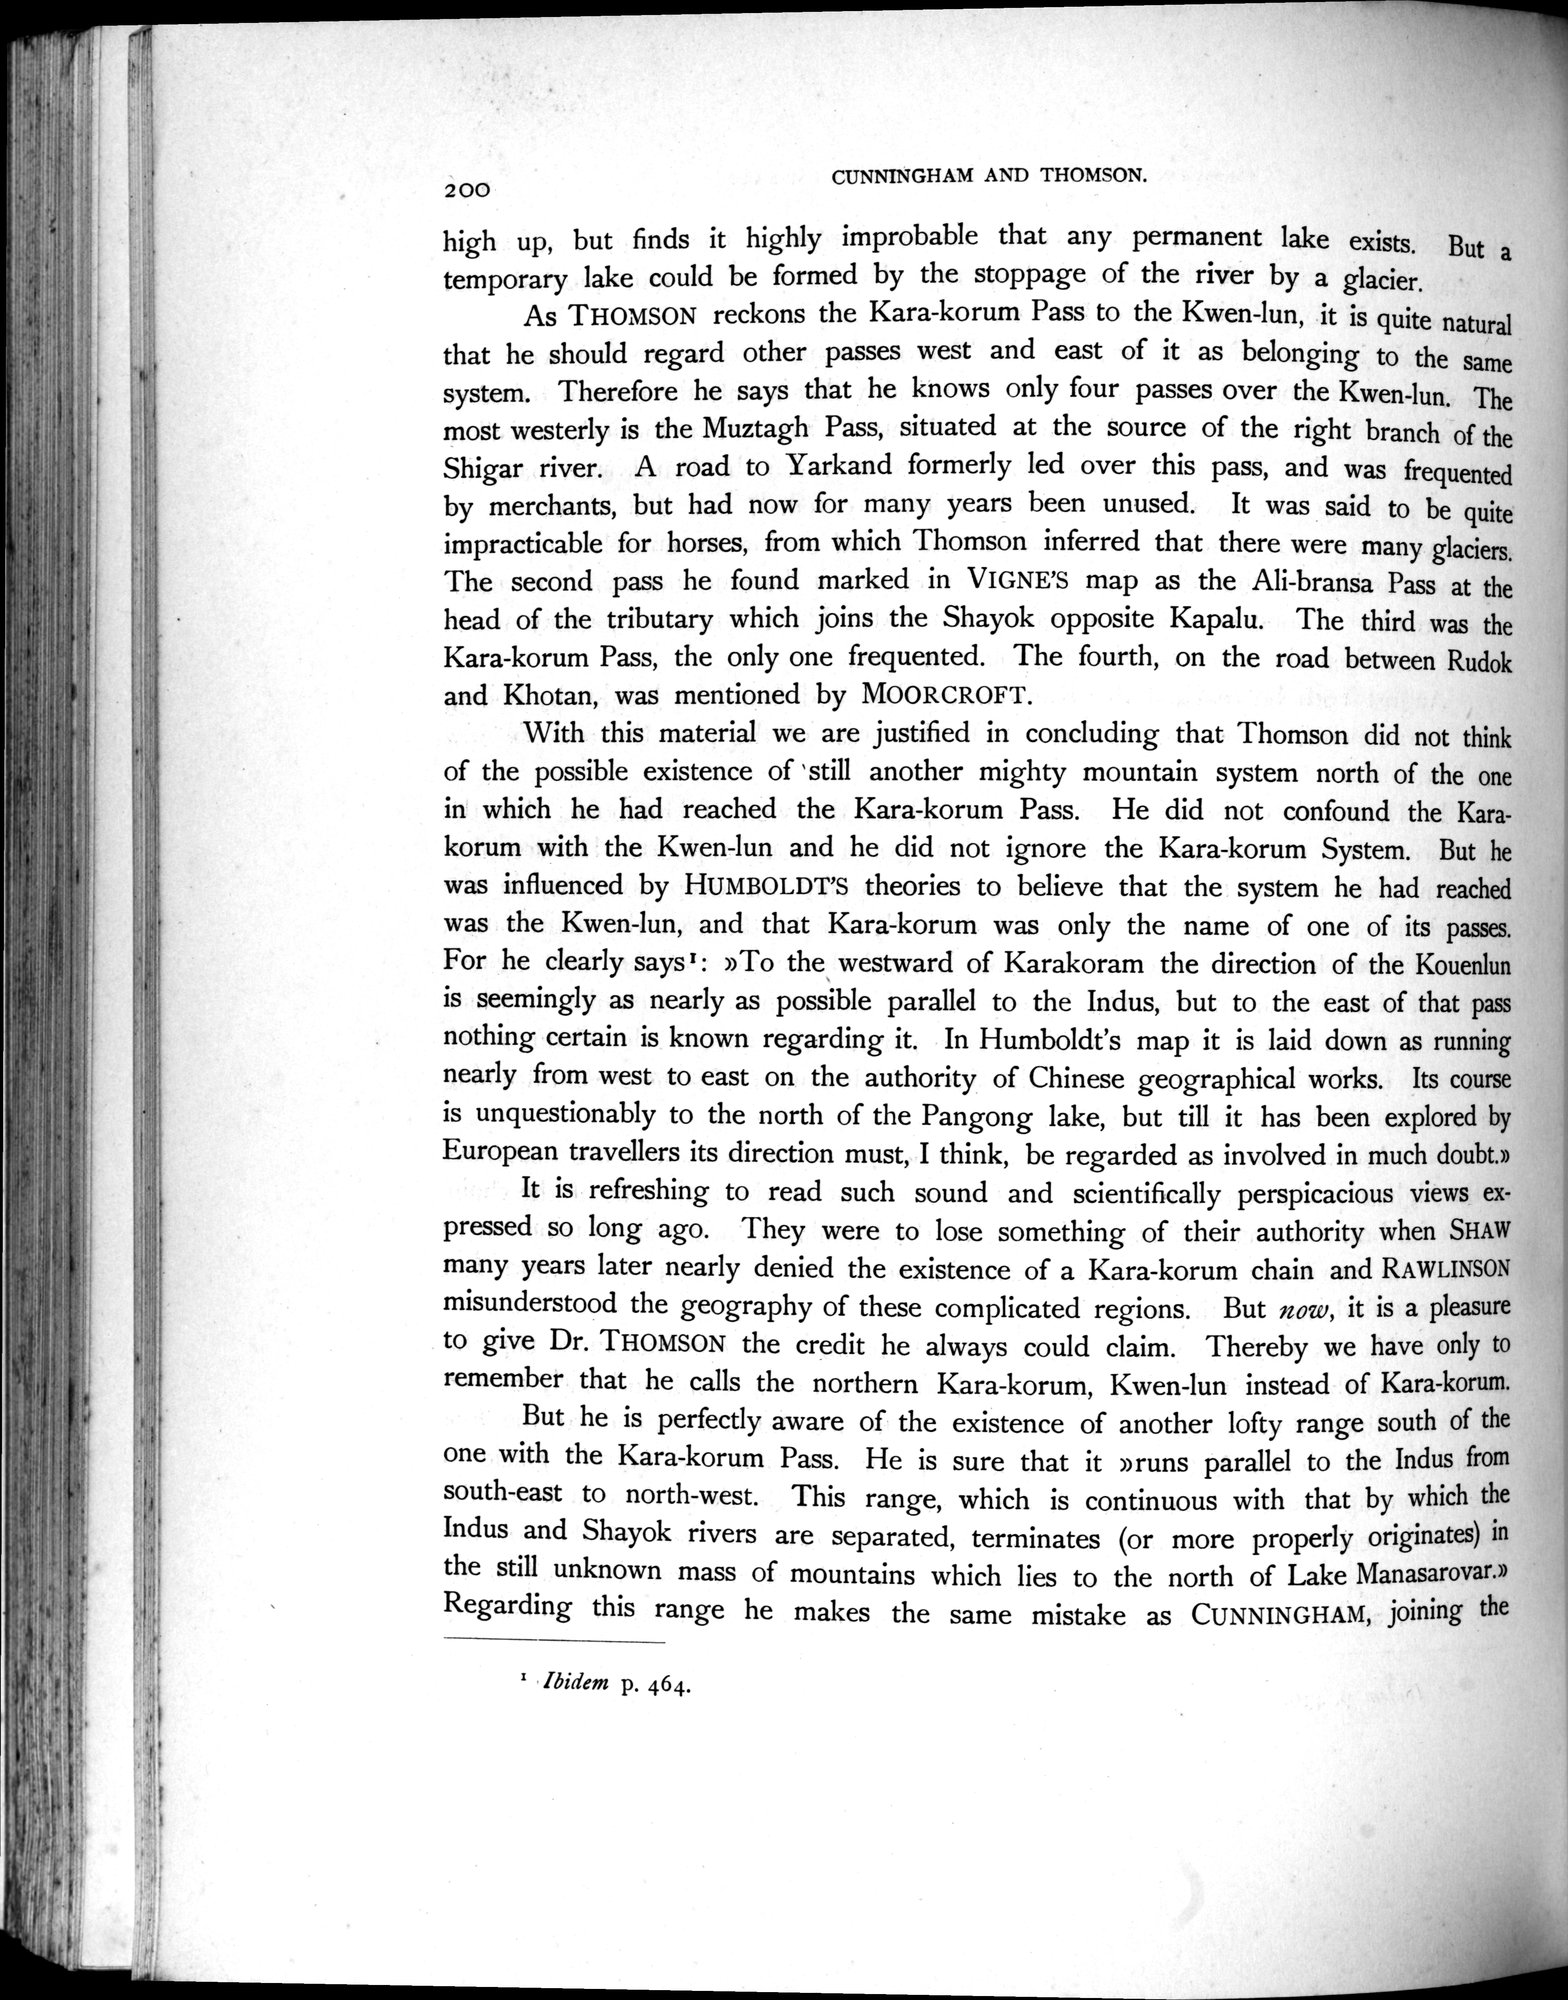 200
CUNNINGHAM AND THOMSON.
high up, but finds it highly improbable that any permanent lake exists. But a
temporary lake could be formed by the stoppage of the river by a glacier.
As THOMSON reckons the Kara-korum Pass to the Kwen-lun, it is quite natural
that he should regard other passes west and east of it as belonging to the same
system. Therefore he says that he knows only four passes over the Kwen-lun. The
most westerly is the Muztagh Pass, situated at the source of the right branch of the
Shigar river. A road to Yarkand formerly led over this pass, and was frequented
by merchants, but had now for many years been unused. It was said to be quite
impracticable for horses, from which Thomson inferred that there were many glaciers.
The second pass he found marked in VIGNE'S map as the Ali-bransa Pass at the
head of the tributary which joins the Shayok opposite Kapalu. The third was the
Kara-korum Pass, the only one frequented. The fourth, on the road between Rudok
and Khotan, was mentioned by MOORCROFT.
With this material we are justified in concluding that Thomson did not think
of the possible existence of still another mighty mountain system north of the one
in which he had reached the Kara-korum Pass. He did not confound the Kara-
korum with the Kwen-lun and he did not ignore the Kara-korum System. But he
was influenced by HUMBOLDT'S theories to believe that the system he had reached
was the Kwen-lun, and that Kara-korum was only the name of one of its passes.
For he clearly says¹: »To the westward of Karakoram the direction of the Kouenlun
is seemingly as nearly as possible parallel to the Indus, but to the east of that pass
nothing certain is known regarding it. In Humboldt's map it is laid down as running
nearly from west to east on the authority of Chinese geographical works. Its course
is unquestionably to the north of the Pangong lake, but till it has been explored by
European travellers its direction must, I think, be regarded as involved in much doubt.»
It is refreshing to read such sound and scientifically perspicacious views ex-
pressed so long ago. They were to lose something of their authority when SHAW
many years later nearly denied the existence of a Kara-korum chain and RAWLINSON
misunderstood the geography of these complicated regions. But now, it is a pleasure
to give Dr. THOMSON the credit he always could claim. Thereby we have only to
remember that he calls the northern Kara-korum, Kwen-lun instead of Kara-korum.
But he is perfectly aware of the existence of another lofty range south of the
one with the Kara-korum Pass. He is sure that it »runs parallel to the Indus from
south-east to north-west. This range, which is continuous with that by which the
Indus and Shayok rivers are separated, terminates (or more properly originates) in
the still unknown mass of mountains which lies to the north of Lake Manasarovar.»
Regarding this range he makes the same mistake as CUNNINGHAM, joining the
¹ Ibidem p. 464.